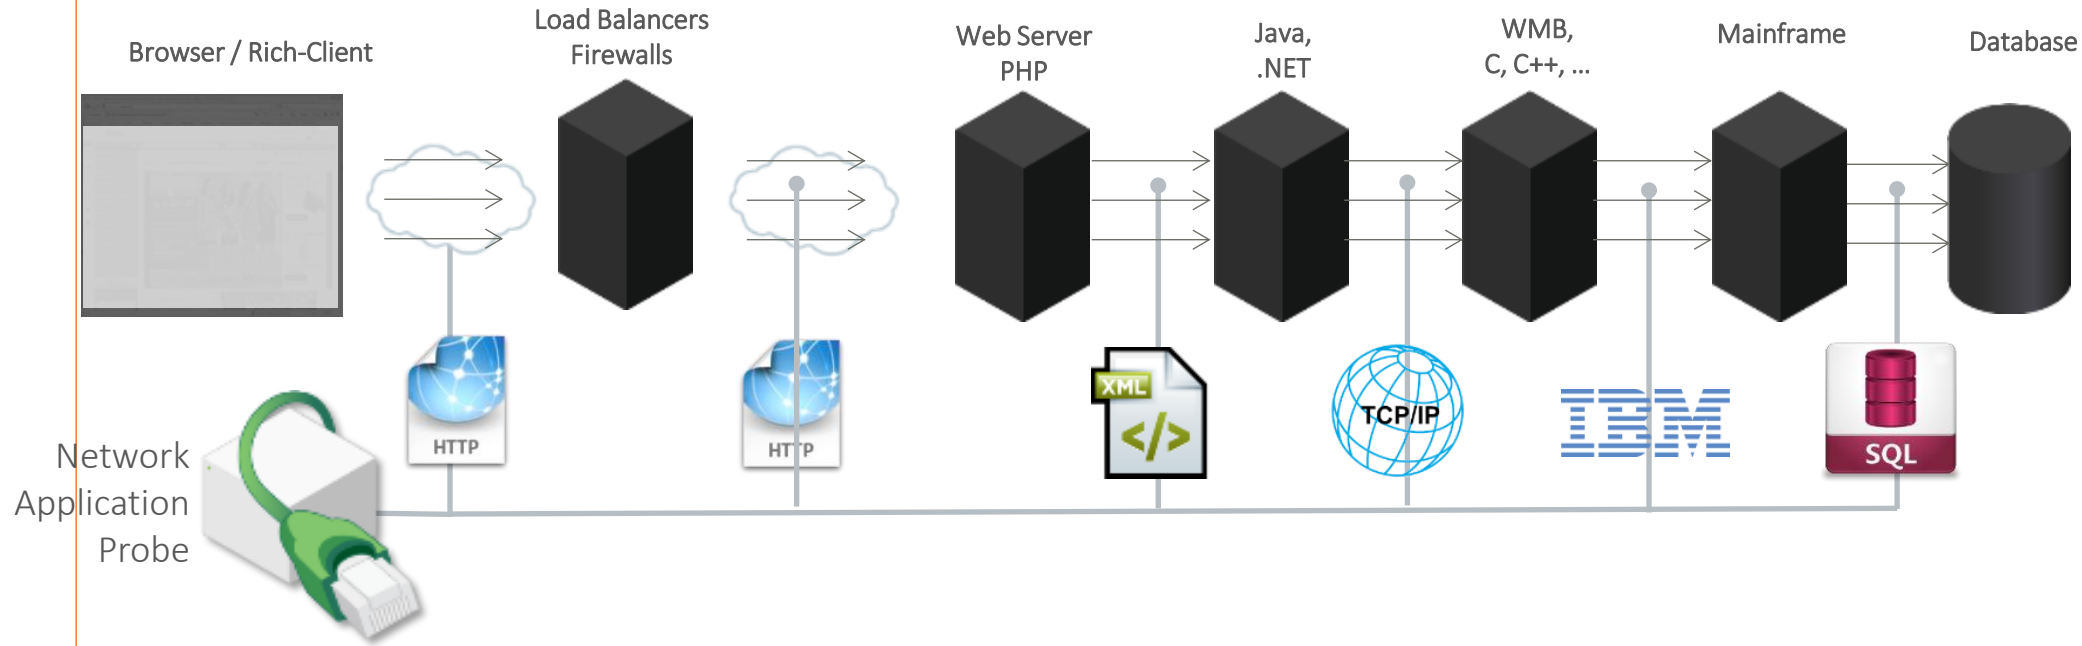 Browser / Rich-Client
Load Balancers
Firewalls
Web Server
PHP
Java,
.NET
WMB,
C, C++, ...
Mainframe
Database
HTTP
HTTP
XML
</>
TCP/IP
IBM
SQL
Network
Application
Probe